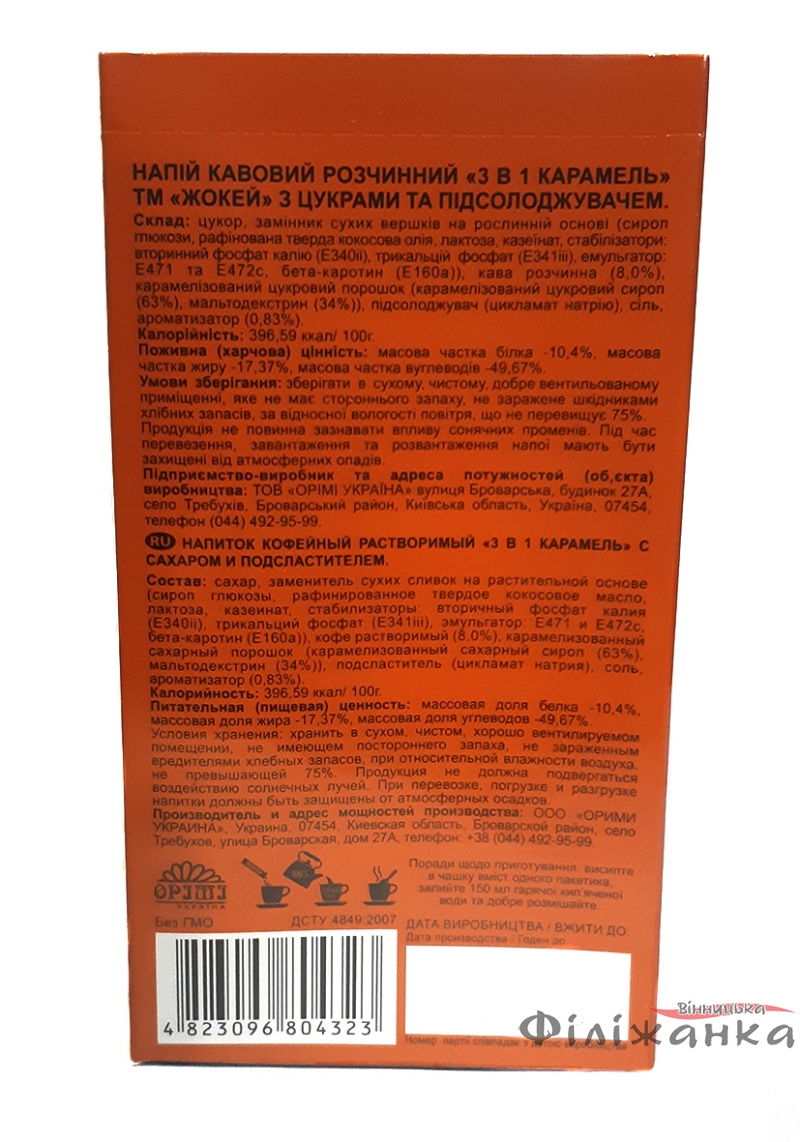 НАПІЙ КАВОВИЙ РОЗЧИННИЙ «3 В 1 КАРАМЕЛЬ»
ТМ «ЖОКЕЙ» З ЦУКРАМИ ТА ПІДСОЛОДЖУВАЧЕМ.
Склад: цукор, замінник сухих вершків на рослинній основі (сироп
глюкози, рафінована тверда кокосова олія, лактоза, казеїнат, стабілізатори:
вторинний фосфат калію (Е340іі), трикальцій фосфат (Е341ііі), емульгатор:
Е471 та Е472с, бета-каротин (Е160а)), кава розчинна (8,0%),
карамелізований цукровий порошок (карамелізований цукровий сироп
(63%), мальтодекстрин (34%)), підсолоджувач (цикламат натрію), сіль,
ароматизатор (0,83%).
Калорійність: 396,59 ккал/ 100г.
Поживна (харчова) цінність: масова частка білка -10,4%, масова
частка жиру -17,37%, масова частка вуглеводів -49,67%.
Умови зберігання: зберігати в сухому, чистому, добре вентильованому
приміщенні, яке не має стороннього запаху, не заражене шкідниками
хлібних запасів, за відносної вологості повітря, що не перевищує 75%.
Продукція не повинна зазнавати впливу сонячних променів. Під час
перевезення, завантаження та розвантаження напої мають бути
захищені від атмосферних опадів.
Підприємство-виробник та адреса потужностей (об,єкта)
виробництва: ТОВ «ОРІМІ УКРАЇНА» вулиця Броварська, будинок 27А,
село Требухів, Броварський район, Київська область, Україна, 07454,
телефон (044) 492-95-99.
RU НАПИТОК КОФЕЙНЫЙ РАСТВОРИМЫЙ «3 В 1 КАРАМЕЛЬ» С
САХАРОМ И ПОДСЛАСТИТЕЛЕМ.
Состав: сахар, заменитель сухих сливок на растительной основе
(сироп глюкозы, рафинированное твердое кокосовое масло,
лактоза, казеинат, стабилизаторы: вторичный фосфат калия
(Е340іі), трикальций фосфат (Е341ііі), эмульгатор: Е471 и Е472с,
бета-каротин (Е160а)), кофе растворимый (8,0%), карамелизованный
сахарный порошок (карамелизованный сахарный сироп (63%),
мальтодекстрин (34%)), подсластитель (цикламат натрия), соль,
ароматизатор (0,83%).
Калорийность: 396,59 ккал/ 100г.
Питательная (пищевая) ценность: массовая доля белка -10,4%,
массовая доля жира -17,37%, массовая доля углеводов -49,67%.
Условия хранения: хранить в сухом, чистом, хорошо вентилируемом
помещении, не имеющем постороннего запаха, не зараженным
вредителями хлебных запасов, при относительной влажности воздуха,
не превышающей 75%. Продукция не должна подвергаться
воздействию солнечных лучей. При перевозке, погрузке и разгрузке
напитки должны быть защищены от атмосферных осадков.
Производитель и адрес мощностей производства: ООО «ОРИМИ
УКРАИНА», Украина, 07454, Киевская область, Броварской район, село
Требухов, улица Броварская, дом 27А, телефон: +38 (044) 492-95-99.
ОРІМІ
УКРАЇНА
Поради щодо приготування: висипте
в чашку вміст одного пакетика,
запийте 150 мл гарячої кип'яченої
води та добре розмішайте.
Без ГМО
ДСТУ 4849:2007
ДАТА ВИРОБНИЦТВА / ВЖИТИ ДО
Дата производства / Годен до
4 823096 804323
Номер партії співпадає з датою
Вінницька
Філіжанка